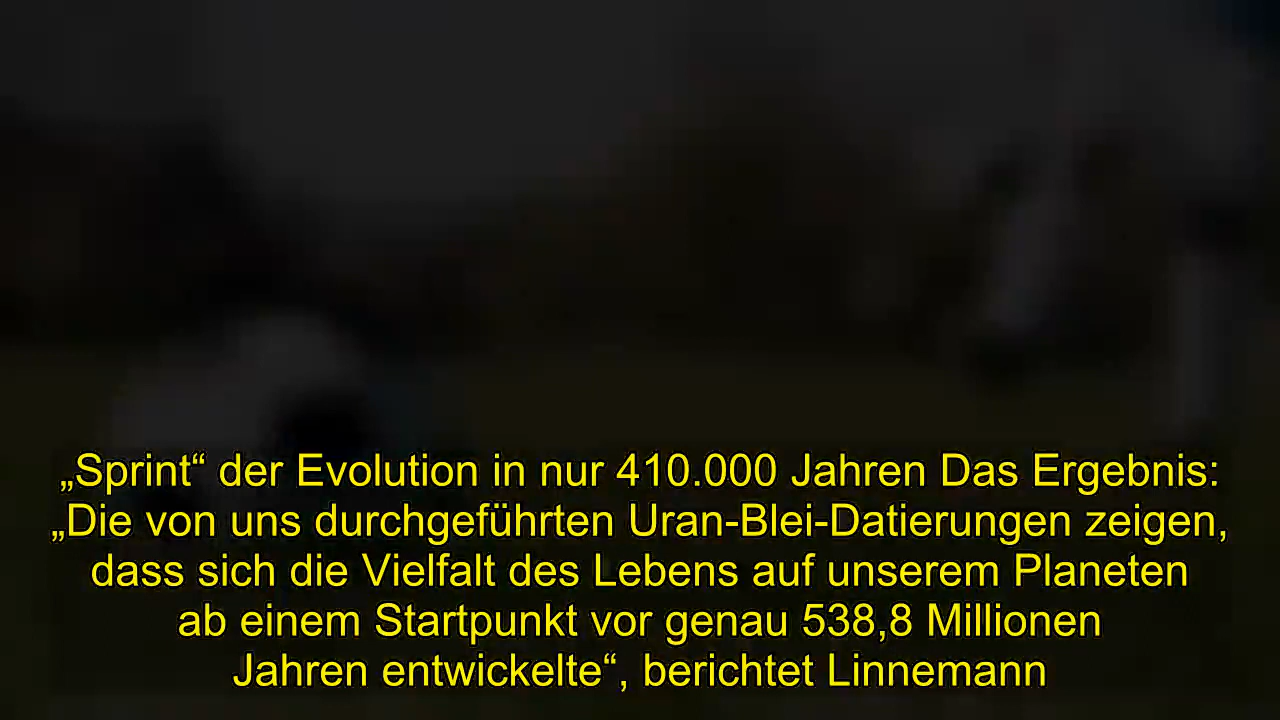 „Sprint“ der Evolution in nur 410.000 Jahren Das Ergebnis:
„Die von uns durchgeführten Uran-Blei-Datierungen zeigen,
dass sich die Vielfalt des Lebens auf unserem Planeten
ab einem Startpunkt vor genau 538,8 Millionen
Jahren entwickelte“, berichtet Linnemann